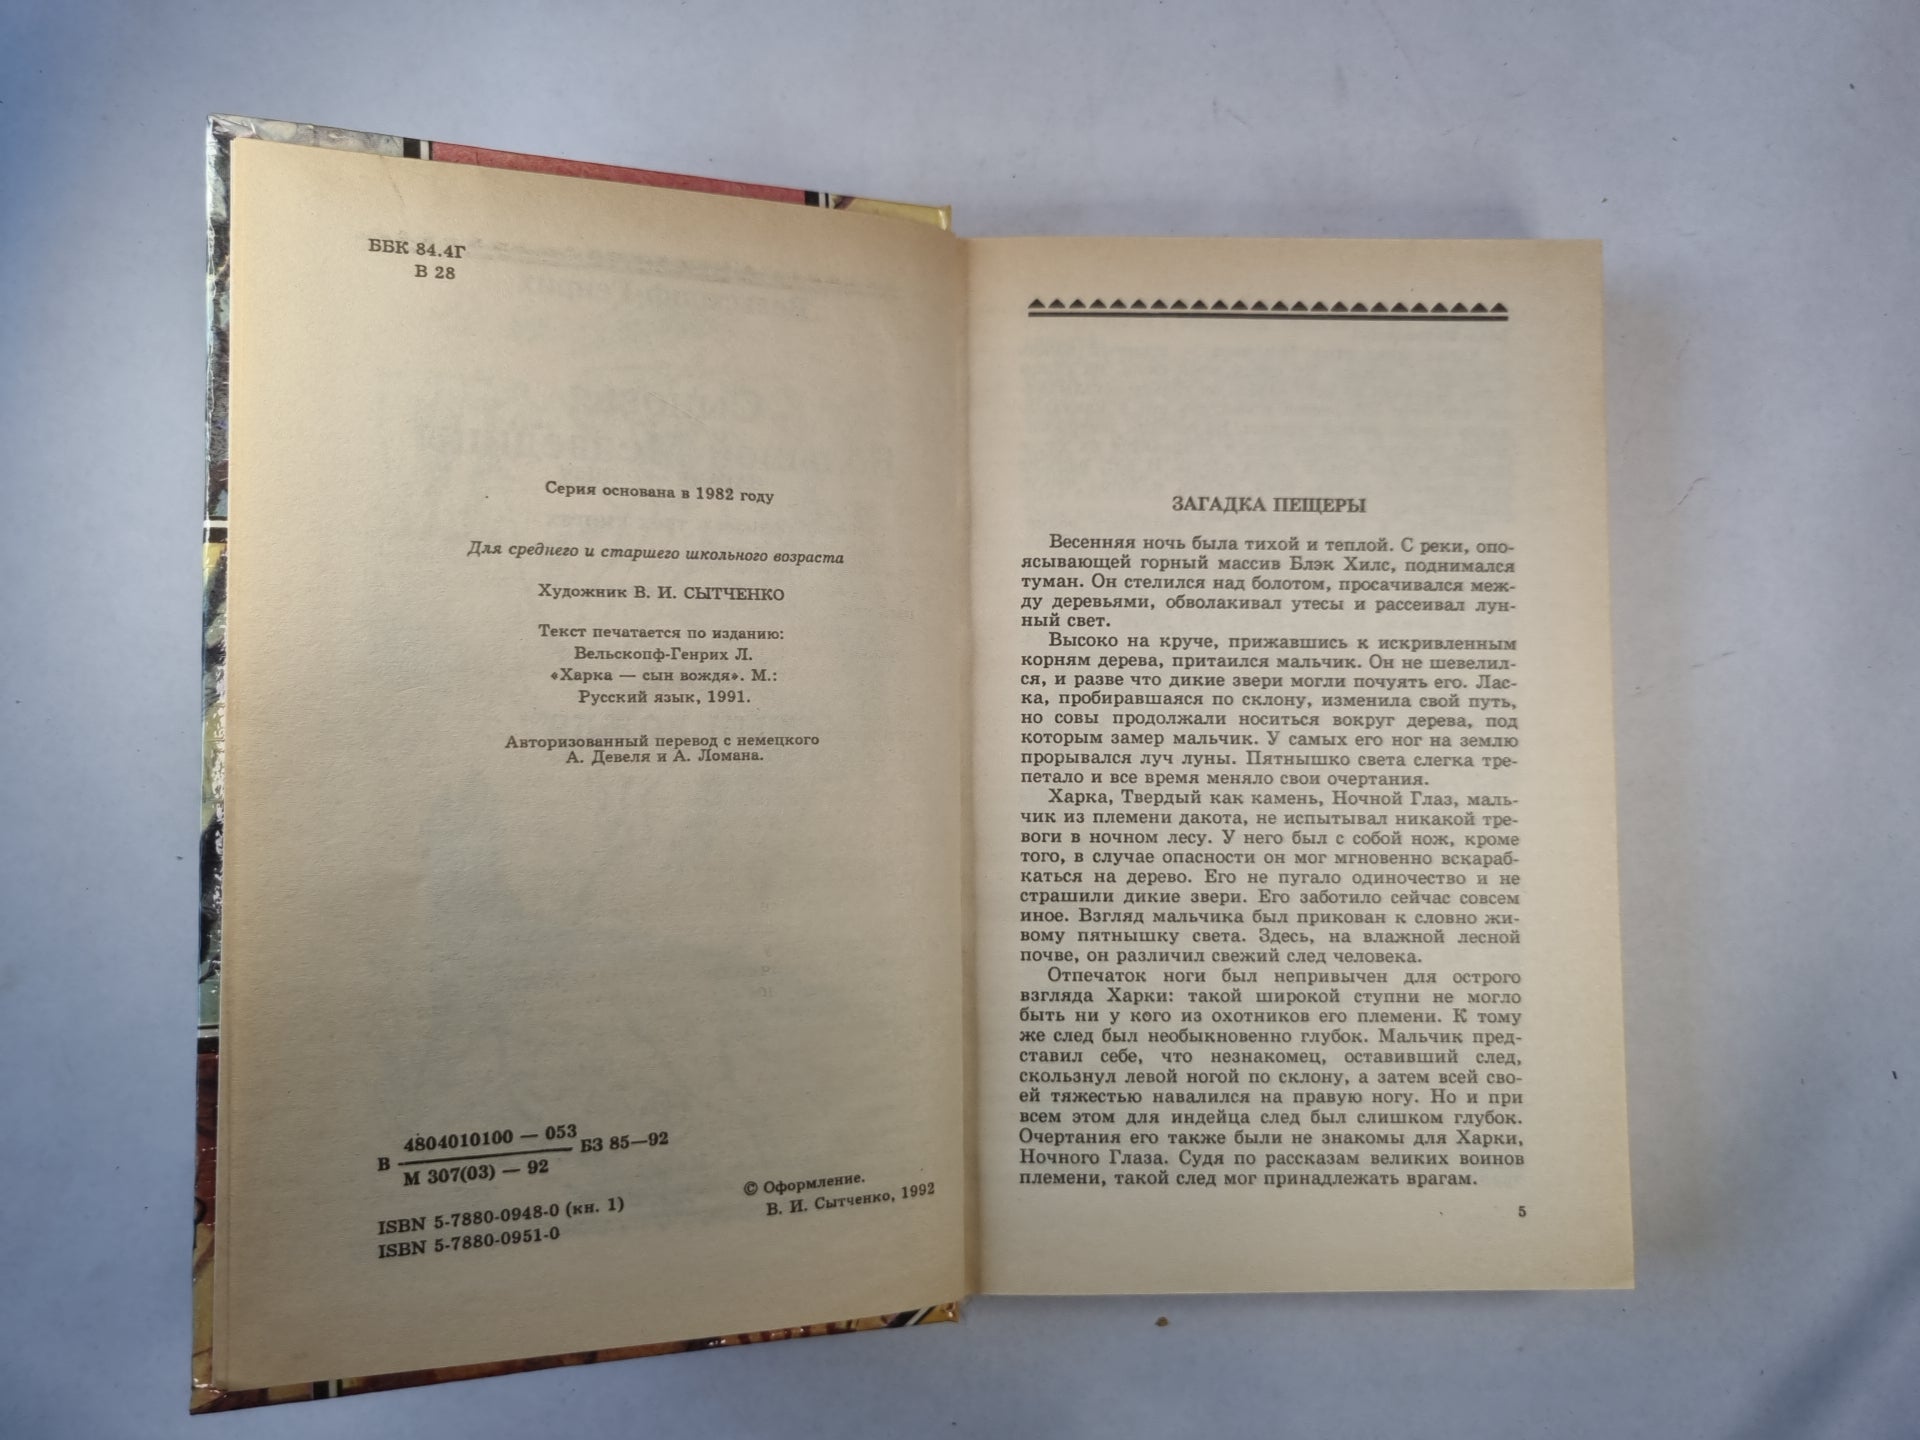 ББК 84.4Г
В 28
Серия основана в 1982 году
Для среднего и старшего школьного возраста
Художник В. И. СЫТЧЕНКО
Текст печатается по изданию:
Вельскопф-Генрих Л.
«Харка — сын вождя». М.:
Русский язык, 1991.
Авторизованный перевод с немецкого
А. Девеля и А. Ломана.
В 4804010100 — 053
М 307(03) — 92
БЗ 85—92
ISBN 5-7880-0948-0 (кн. 1)
ISBN 5-7880-0951-0
© Оформление.
В. И. Сытченко, 1992
ЗАГАДКА ПЕЩЕРЫ
Весенняя ночь была тихой и теплой. С реки, опо-
ясывающей горный массив Блэк Хилс, поднимался
туман. Он стелился над болотом, просачивался меж-
ду деревьями, обволакивал утесы и рассеивал лун-
ный свет.
Высоко на круче, прижавшись к искривленным
корням дерева, притаился мальчик. Он не шевелил-
ся, и разве что дикие звери могли почуять его. Лас-
ка, пробиравшаяся по склону, изменила свой путь,
но совы продолжали носиться вокруг дерева, под
которым замер мальчик. У самых его ног на землю
прорывался луч луны. Пятнышко света слегка тре-
петало и все время меняло свои очертания.
Харка, Твердый как камень, Ночной Глаз, маль-
чик из племени дакота, не испытывал никакой тре-
воги в ночном лесу. У него был с собой нож, кроме
того, в случае опасности он мог мгновенно вскараб-
каться на дерево. Его не пугало одиночество и не
страшили дикие звери. Его заботило сейчас совсем
иное. Взгляд мальчика был прикован к словно жи-
вому пятнышку света. Здесь, на влажной лесной
почве, он различил свежий след человека.
Отпечаток ноги был непривычен для острого
взгляда Харки: такой широкой ступни не могло
быть ни у кого из охотников его племени. К тому
же след был необыкновенно глубок. Мальчик пред-
ставил себе, что незнакомец, оставивший след,
скользнул левой ногой по склону, а затем всей сво-
ей тяжестью навалился на правую ногу. Но и при
всем этом для индейца след был слишком глубок.
Очертания его также были не знакомы для Харки,
Ночного Глаза. Судя по рассказам великих воинов
племени, такой след мог принадлежать врагам.
5